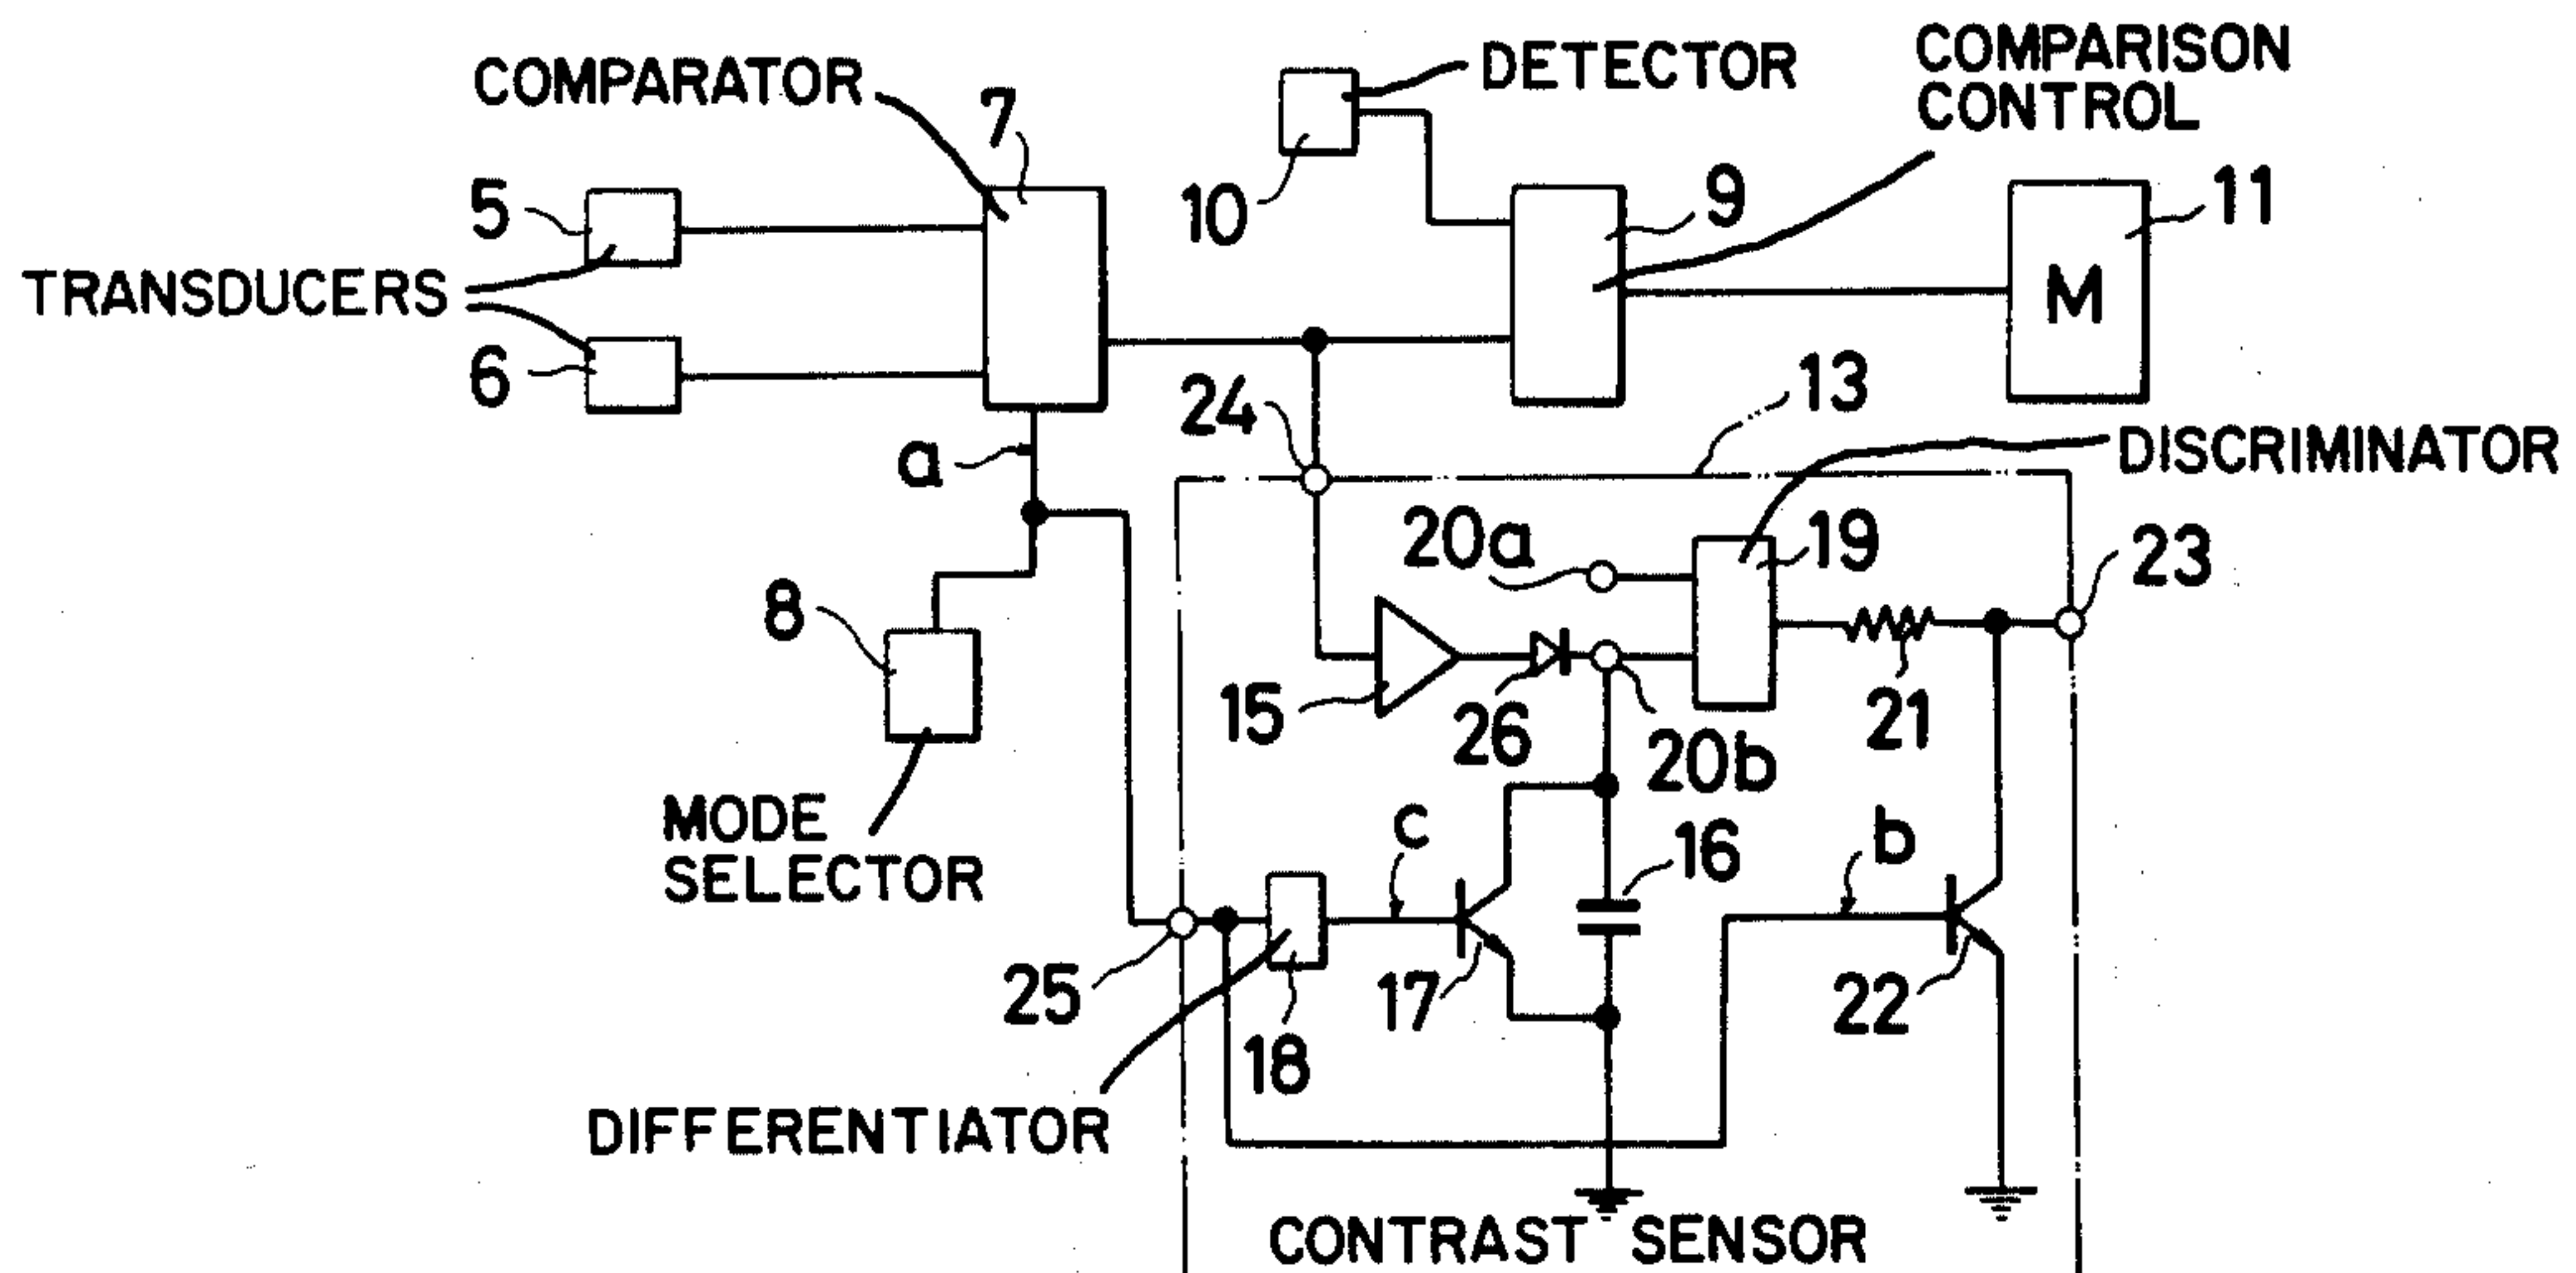 COMPARATOR
DETECTOR
COMPARISON
CONTROL
7
5
10
9
11
TRANSDUCERS
M
6
24
13
a
DISCRIMINATOR
20a
19
23
8
15
26
20b
21
MODE
SELECTOR
c
16
b
25
18
17
22
DIFFERENTIATOR
CONTRAST SENSOR